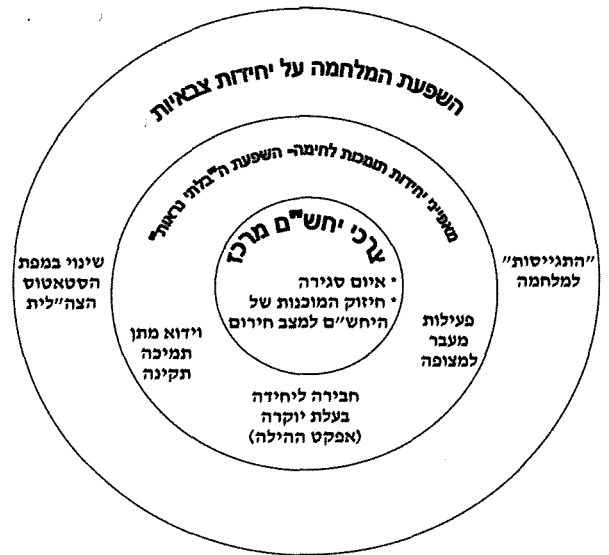 השפעת המלחמה על יחידות צבאיות
מאפייני יחידות תומכות לחימה- השפעת ה"בלתי נראות"
צרכי יחש"ם מרכז
* איום סגירה
* חיזוק המוכנות של
היחש"ם למצב חירום
"התגייסות"
למלחמה
שינוי במפת
הסטאטוס
הצה"לית
פעילות
מעבר
למצופה
וידוא מתן
תמיכה
תקינה
חבירה ליחידה
בעלת יוקרה
(אפקט ההילה)